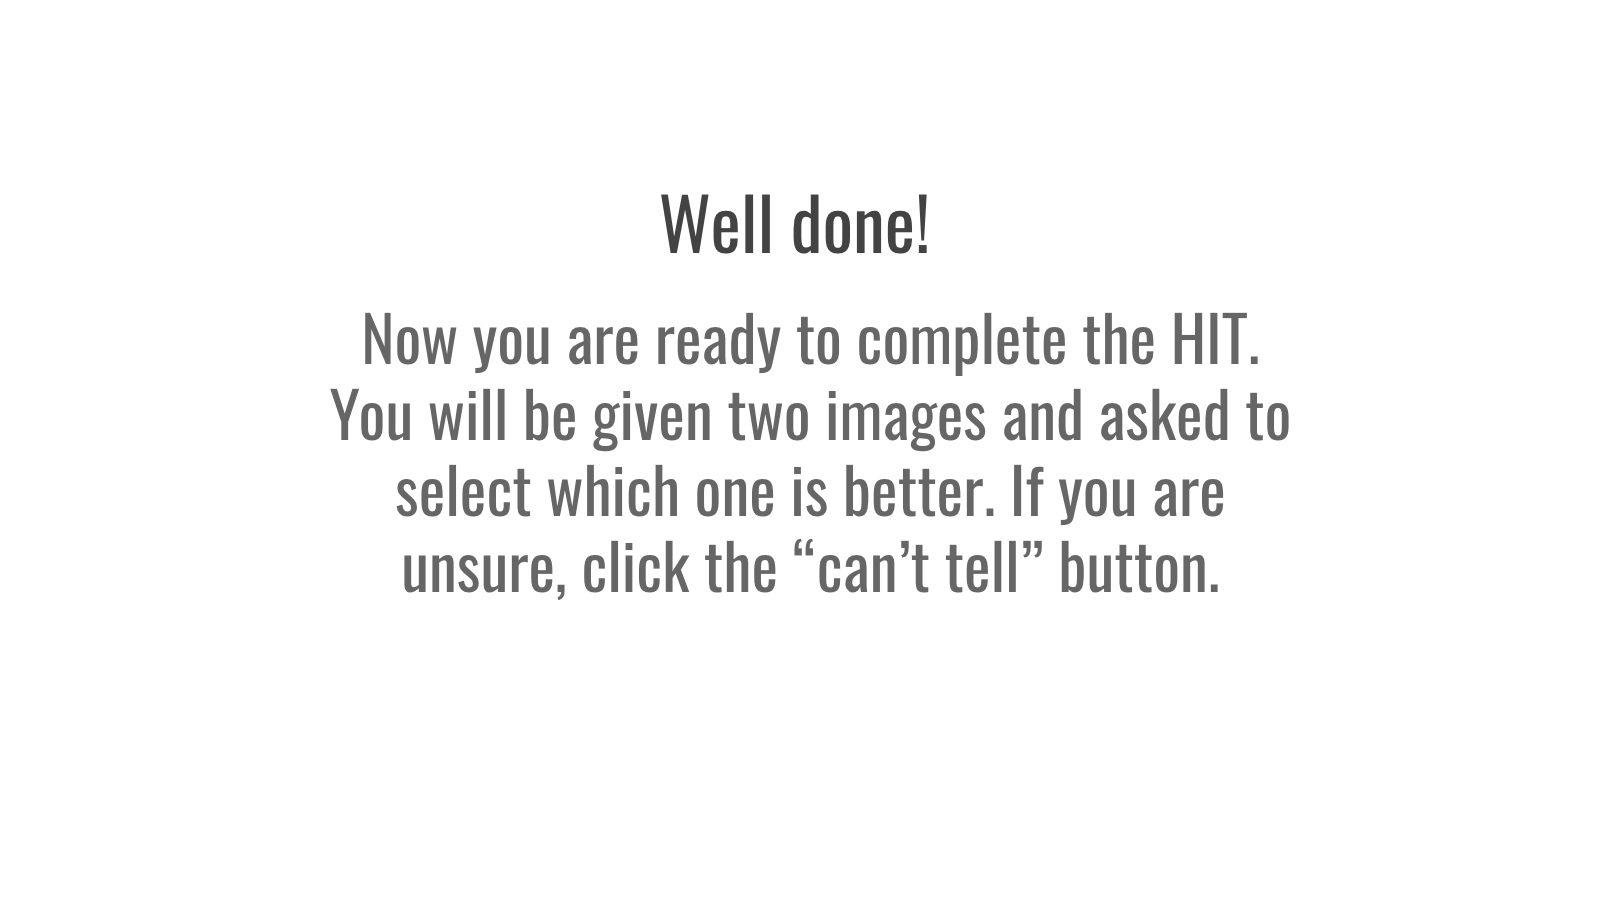 Well done!
Now you are ready to complete the HIT.
You will be given two images and asked to
select which one is better. If you are
unsure, click the “can’t tell” button.